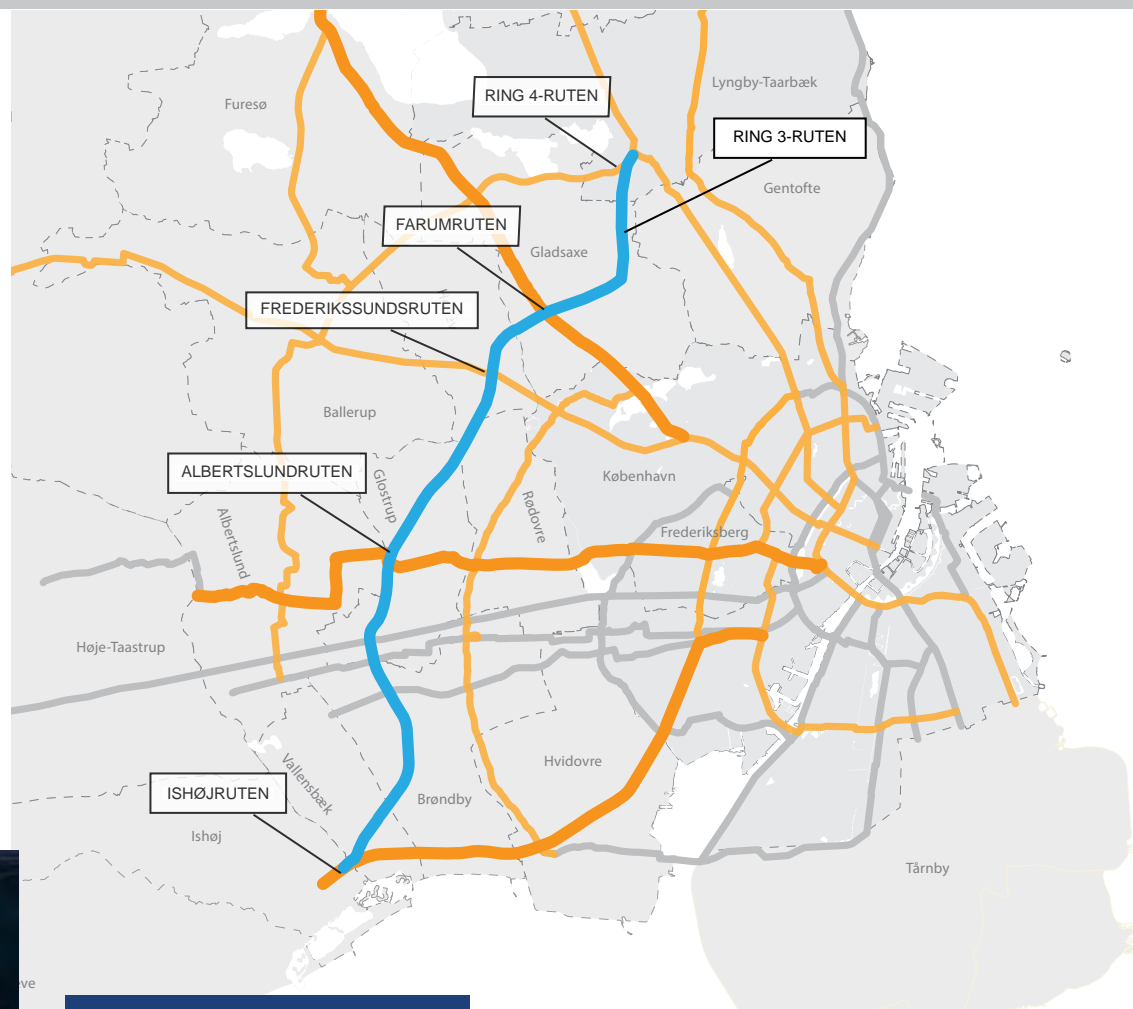 Lyngby-Taarbæk
RING 4-RUTEN
Furesø
RING 3-RUTEN
Gentofte
FARUMRUTEN
Gladsaxe
FREDERIKSSUNDSRUTEN
Ballerup
ALBERTSLUNDRUTEN
København
Glostrup
Rødovre
Albertslund
Frederiksberg
Høje-Taastrup
Hvidovre
Vallensbæk
ISHØJRUTEN
Brøndby
Ishøj
Tårnby
eve